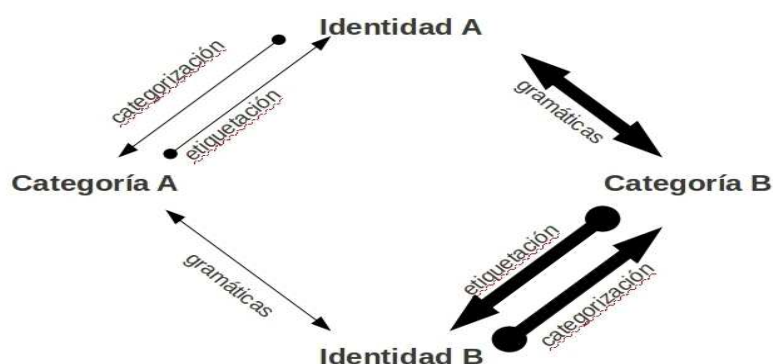 Identidad A
categorización
etiquetación
gramáticas
Categoría A
Categoría B
gramáticas
etiquetación
categorización
Identidad B